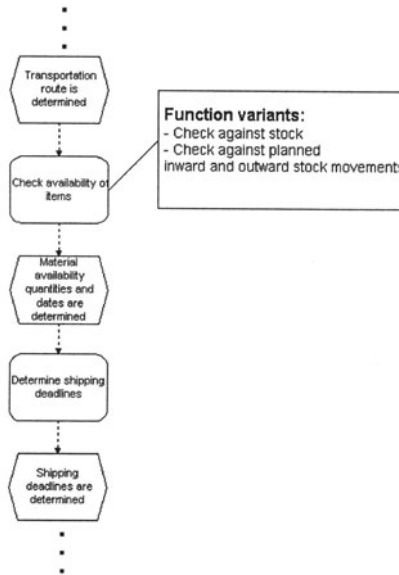 Transportation
route is
determined
Function variants:
- Check against stock
- Check against planned
inward and outward stock movements
Check availability of
items
Material
availability
quantities and
dates are
determined
Determine shipping
deadlines
Shipping
deadlines are
determined